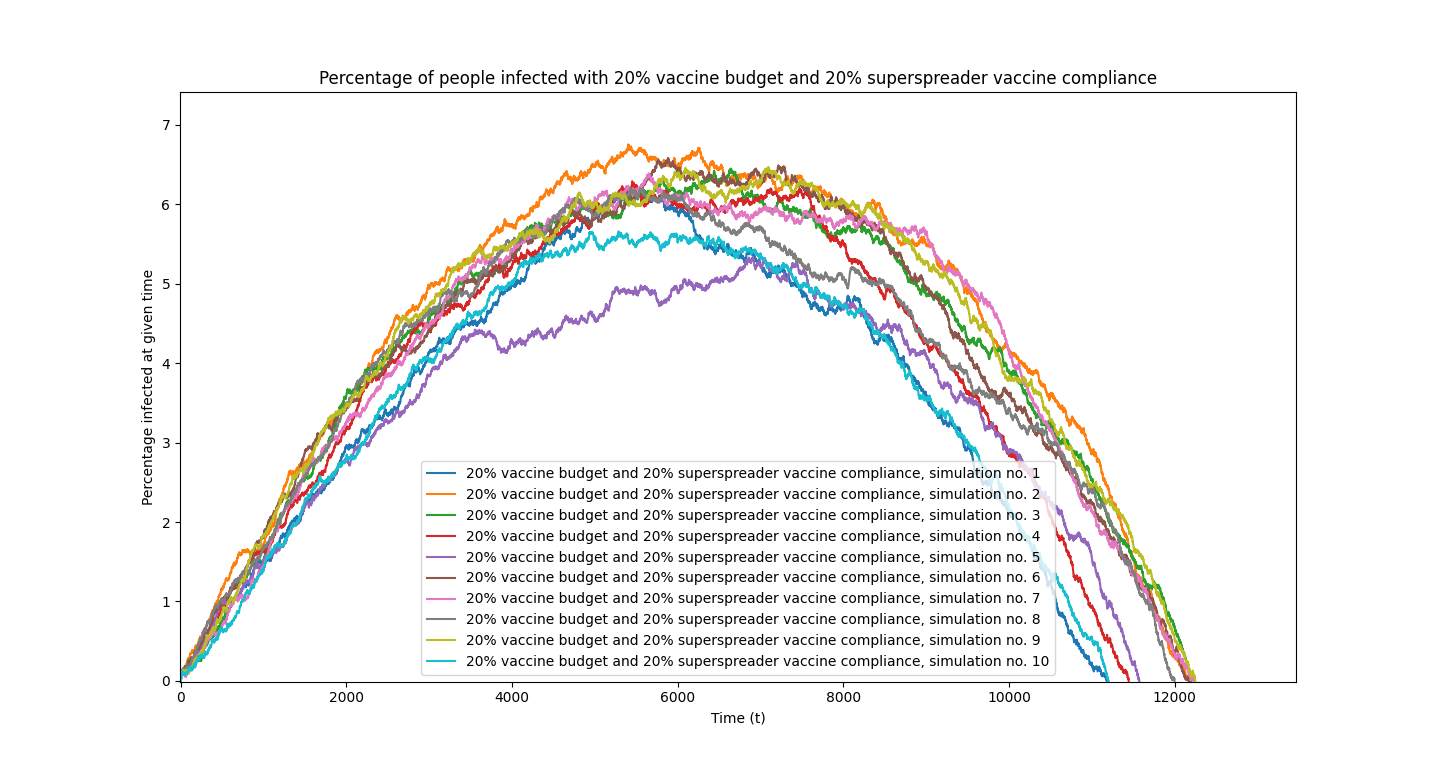 Percentage of people infected with 20% vaccine budget and 20% superspreader vaccine compliance
Percentage infected at given time
7
6
5
4
3
2
1
0
20% vaccine budget and 20% superspreader vaccine compliance, simulation no. 1
20% vaccine budget and 20% superspreader vaccine compliance, simulation no. 2
20% vaccine budget and 20% superspreader vaccine compliance, simulation no. 3
20% vaccine budget and 20% superspreader vaccine compliance, simulation no. 4
20% vaccine budget and 20% superspreader vaccine compliance, simulation no. 5
20% vaccine budget and 20% superspreader vaccine compliance, simulation no. 6
20% vaccine budget and 20% superspreader vaccine compliance, simulation no. 7
20% vaccine budget and 20% superspreader vaccine compliance, simulation no. 8
20% vaccine budget and 20% superspreader vaccine compliance, simulation no. 9
20% vaccine budget and 20% superspreader vaccine compliance, simulation no. 10
0 2000 4000 6000 8000 10000 12000
Time (t)